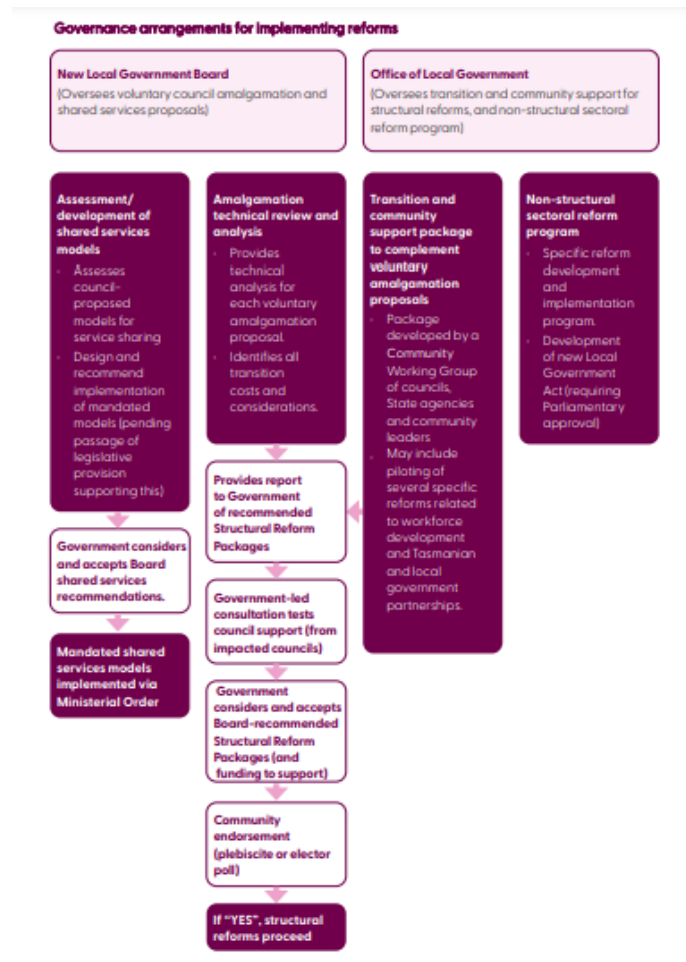 Governance arrangements for implementing reforms
New Local Government Board
(Oversees voluntary council amalgamation and
shared services proposals)
Office of Local Government
(Oversees transition and community support for
structural reforms, and non-structural sectoral
reform program)
Assessment/
development of
shared services
models
· Assesses
council-
proposed
models for
service sharing
· Design and
recommend
implementation
of mandated
models (pending
passage of
legislative
provision
supporting this)
Government considers
and accepts Board
shared services
recommendations.
Mandated shared
services models
implemented via
Ministerial Order
Amalgamation
technical review and
analysis
· Provides
technical
analysis for
each voluntary
amalgamation
proposal.
· Identifies all
transition
costs and
considerations.
Provides report
to Government
of recommended
Structural Reform
Packages
Government-led
consultation tests
council support (from
impacted councils)
Government
considers and accepts
Board-recommended
Structural Reform
Packages (and
funding to support)
Community
endorsement
(plebiscite or elector
poll)
If "YES", structural
reforms proceed
Transition and
community
support package
to complement
voluntary
amalgamation
proposals
· Package
developed by a
Community
Working Group
of councils,
State agencies
and community
leaders
· May include
piloting of
several specific
reforms related
to workforce
development
and Tasmanian
and local
government
partnerships.
Non-structural
sectoral reform
program
· Specific reform
development
and
implementation
program.
· Development
of new Local
Government
Act (requiring
Parliamentary
approval)